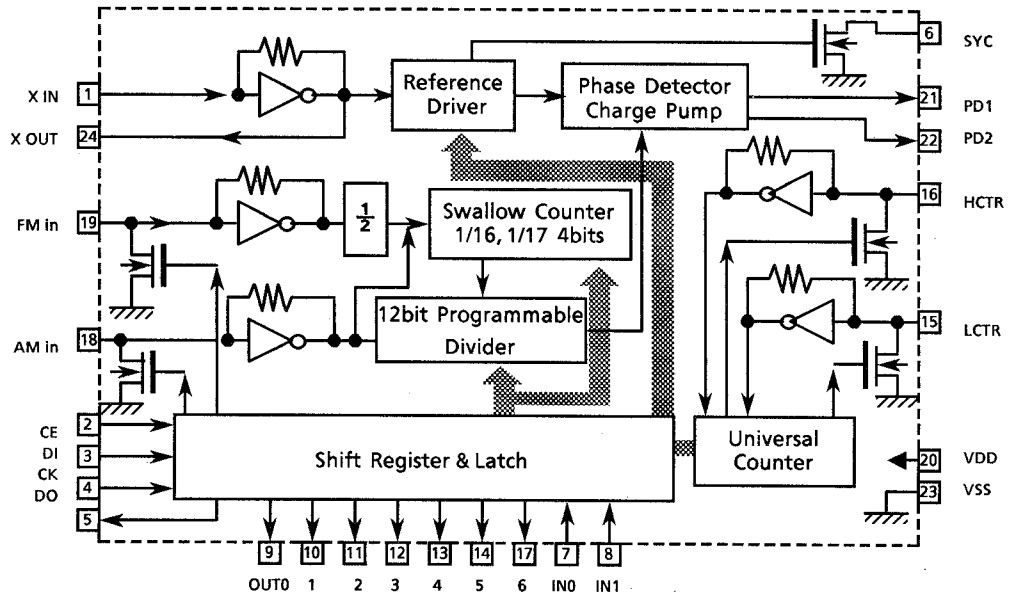 6
SYC
X IN
1
Reference
Driver
Phase Detector
Charge Pump
21
PD1
X OUT
24
22
PD2
16
HCTR
FM in
19
1
2
Swallow Counter
1/16, 1/17 4bits
AM in
18
12bit Programmable
Divider
15
LCTR
CE
2
DI
3
CK
4
DO
5
Shift Register & Latch
Universal
Counter
20
VDD
23
VSS
9
10
11
12
13
14
17
7
8
OUT0
1
2
3
4
5
6
IN0
IN1